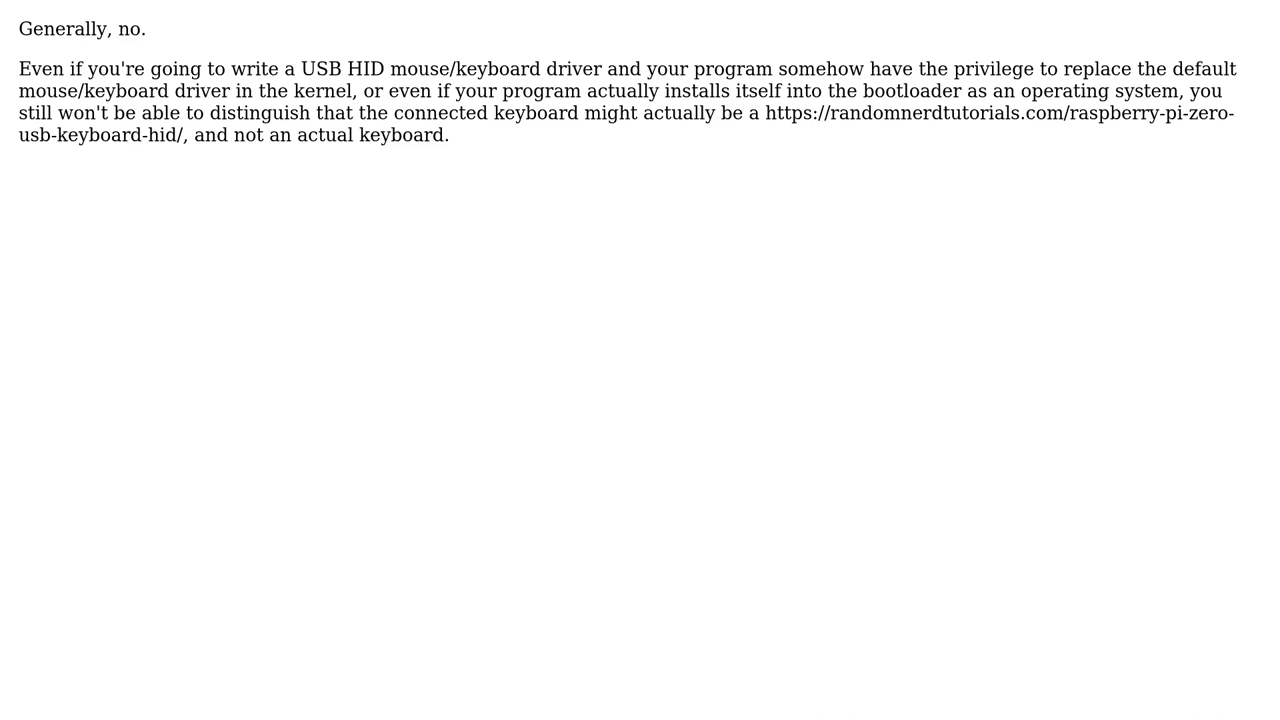 Generally, no.
Even if you're going to write a USB HID mouse/keyboard driver and your program somehow have the privilege to replace the default
mouse/keyboard driver in the kernel, or even if your program actually installs itself into the bootloader as an operating system, you
still won't be able to distinguish that the connected keyboard might actually be a https://randomnerdtutorials.com/raspberry-pi-zero-
usb-keyboard-hid/, and not an actual keyboard.